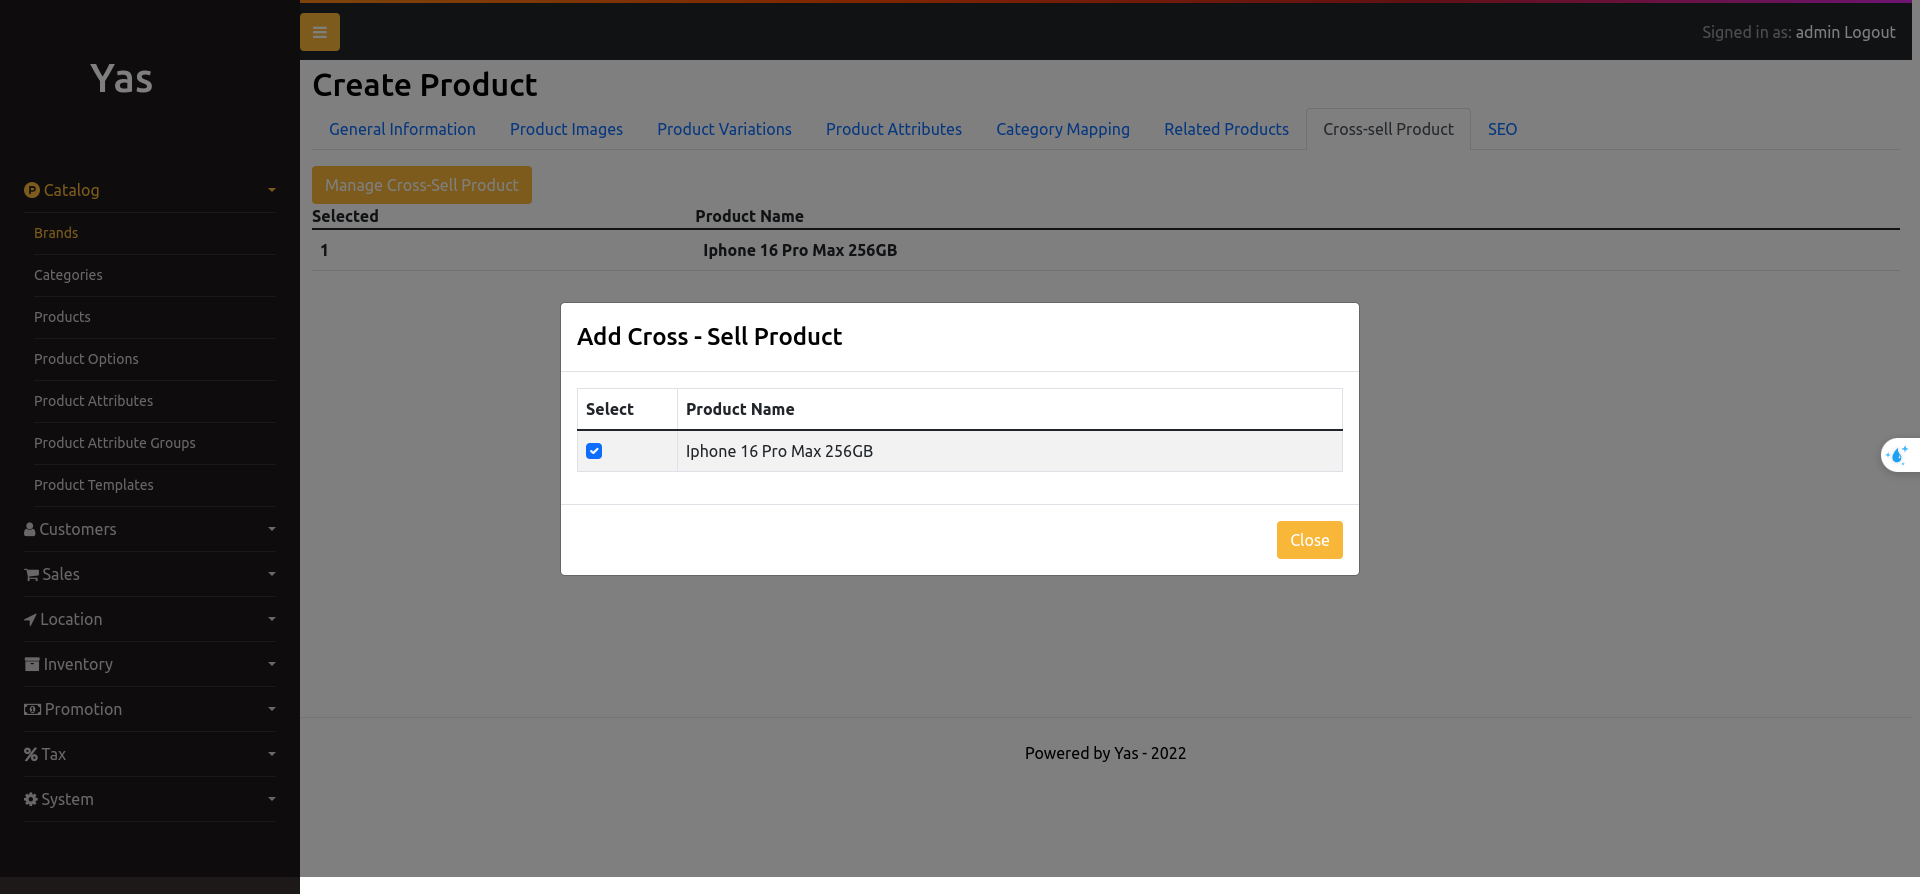 Yas
Signed in as: admin Logout
Create Product
General Information Product Images Product Variations Product Attributes Category Mapping Related Products Cross-sell Product SEO
Manage Cross-Sell Product
Selected Product Name
1 Iphone 16 Pro Max 256GB
Catalog
Brands
Categories
Products
Product Options
Product Attributes
Product Attribute Groups
Product Templates
Customers
Sales
Location
Inventory
Promotion
Tax
System
Add Cross - Sell Product
Select Product Name
Iphone 16 Pro Max 256GB
Close
Powered by Yas - 2022